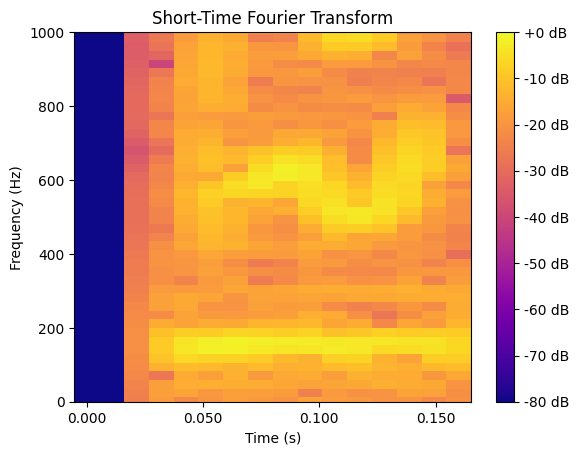 Short-Time Fourier Transform
Frequency (Hz)
1000
800
600
400
200
0
0.000
0.050
0.100
0.150
Time (s)
+0 dB
-10 dB
-20 dB
-30 dB
-40 dB
-50 dB
-60 dB
-70 dB
-80 dB